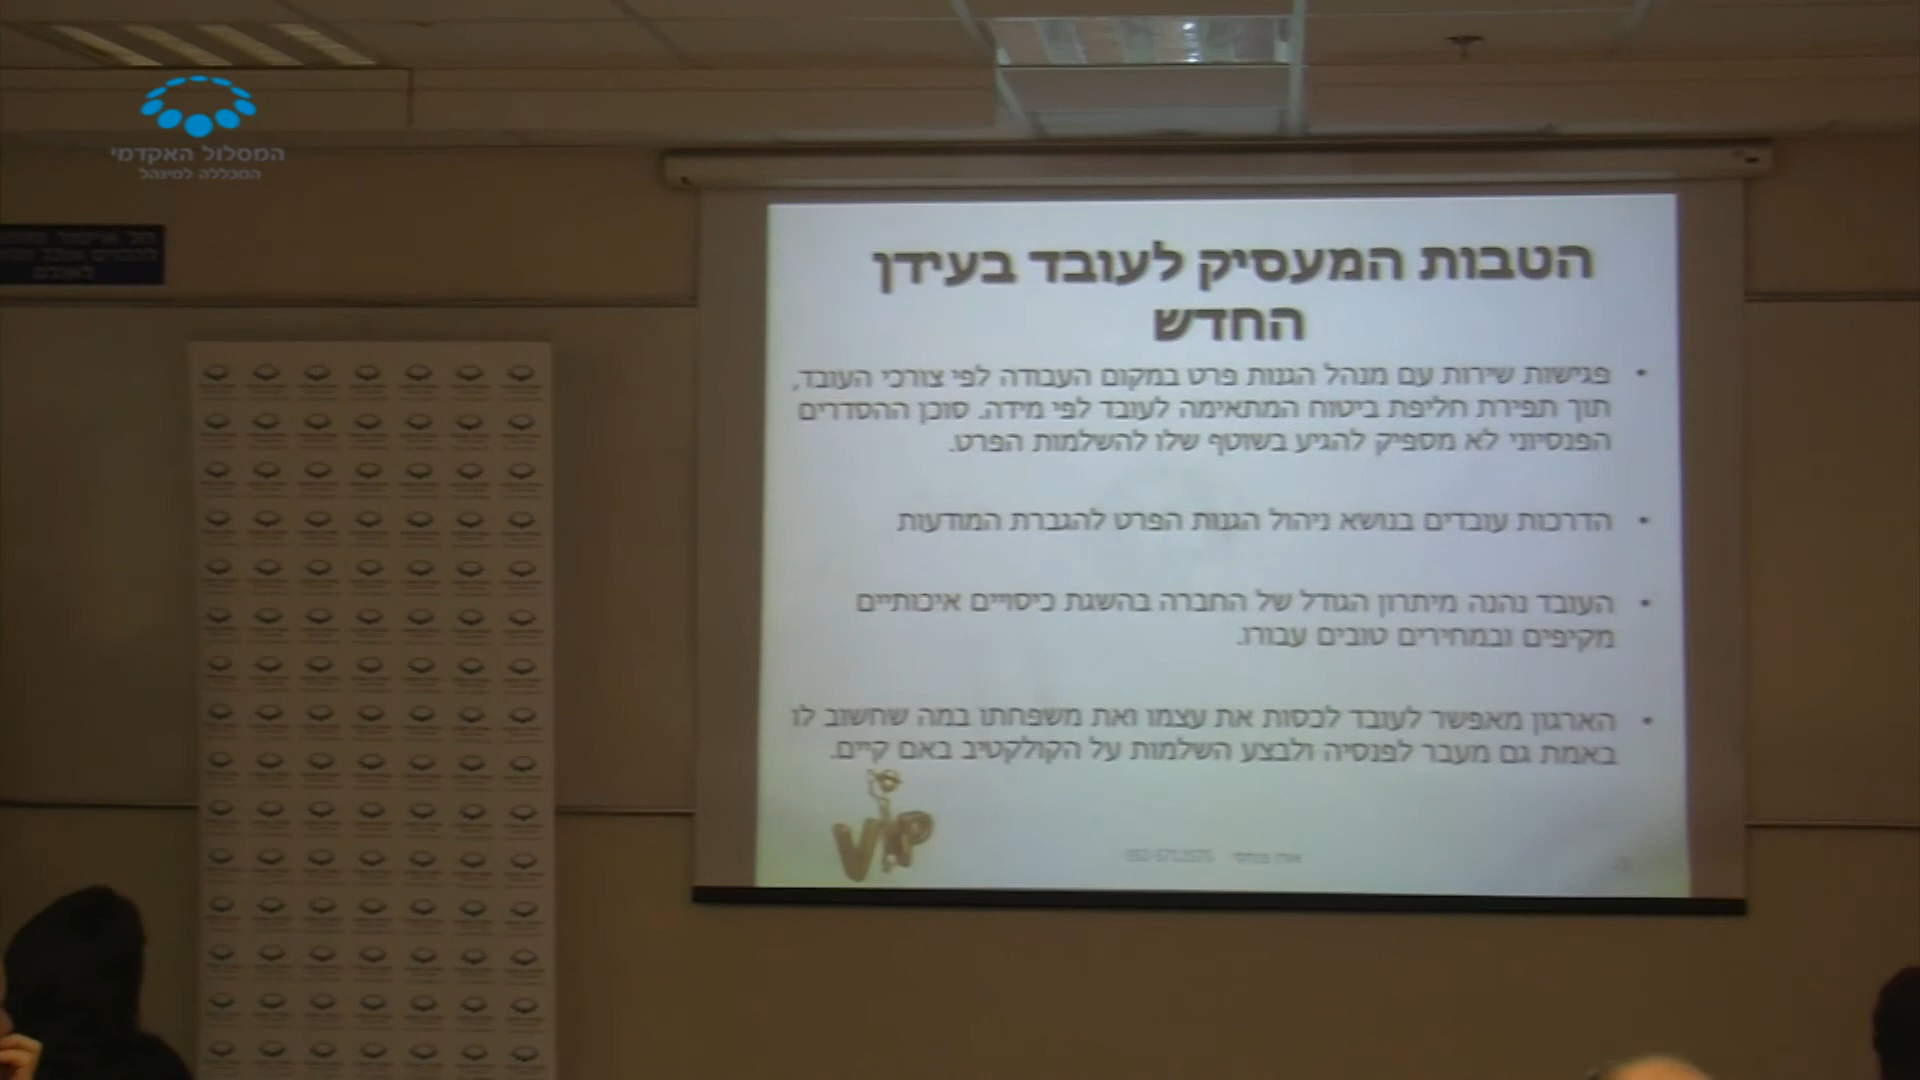 המסלול האקדמי
המכללה למינהל
הטבות המעסיק לעובד בעידן
החדש
• פגישות שירות עם מנהל הגנות פרט במקום העבודה לפי צורכי העובד,
תוך תפירת חליפת ביטוח המתאימה לעובד לפי מידה. סוכן ההסדרים
הפנסיוני לא מספיק להגיע בשוטף שלו להשלמות הפרט.
• הדרכות עובדים בנושא ניהול הגנות הפרט להגברת המודעות
• העובד נהנה מיתרון הגודל של החברה בהשגת כיסויים איכותיים
מקיפים ובמחירים טובים עבורו.
• הארגון מאפשר לעובד לכסות את עצמו ואת משפחתו במה שחשוב לו
באמת גם מעבר לפנסיה ולבצע השלמות על הקולקטיב באם קיים.
VIP